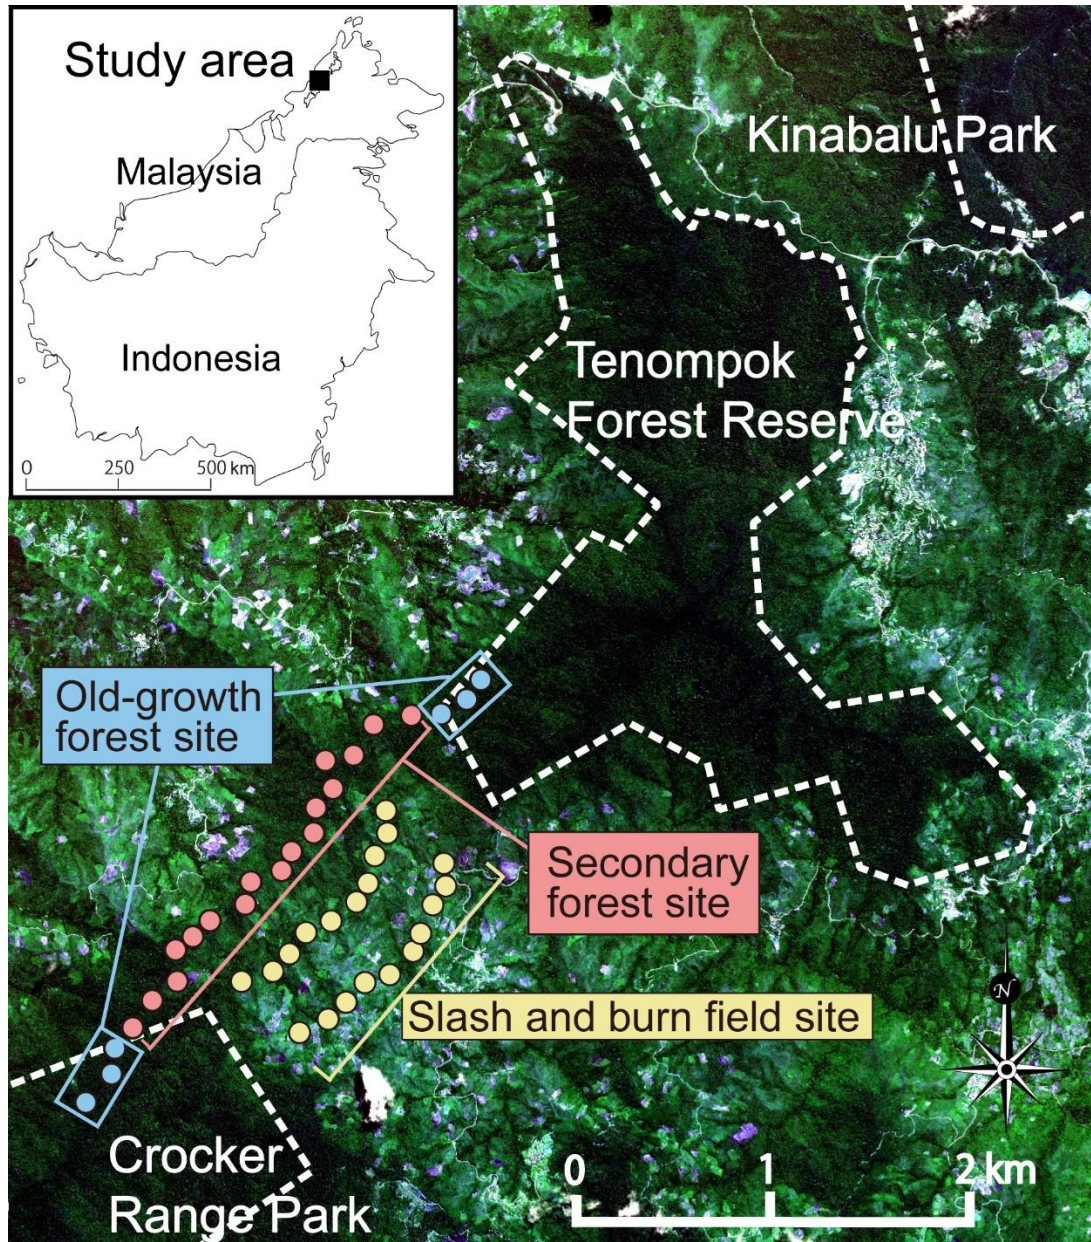 Study area
Malaysia
Indonesia
0 250 500 km
Kinabalu Park
Tenompok
Forest Reserve
Old-growth
forest site
Secondary
forest site
Slash and burn field site
N
Crocker
Range Park
0 1 2 km